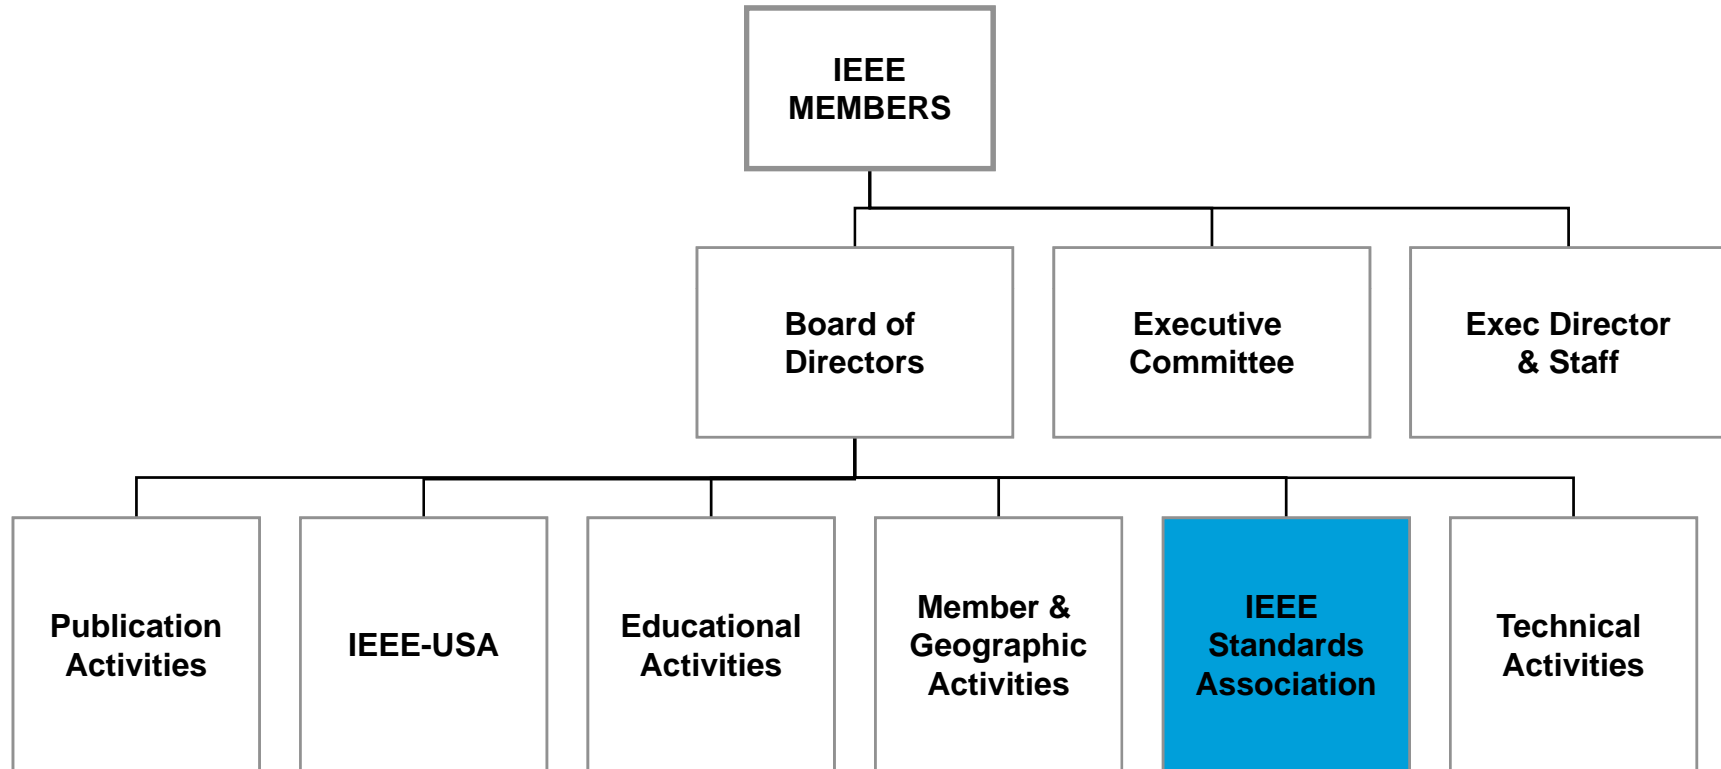 IEEE
MEMBERS
Board of
Directors
Executive
Committee
Exec Director
& Staff
Publication
Activities
IEEE-USA
Educational
Activities
Member &
Geographic
Activities
IEEE
Standards
Association
Technical
Activities